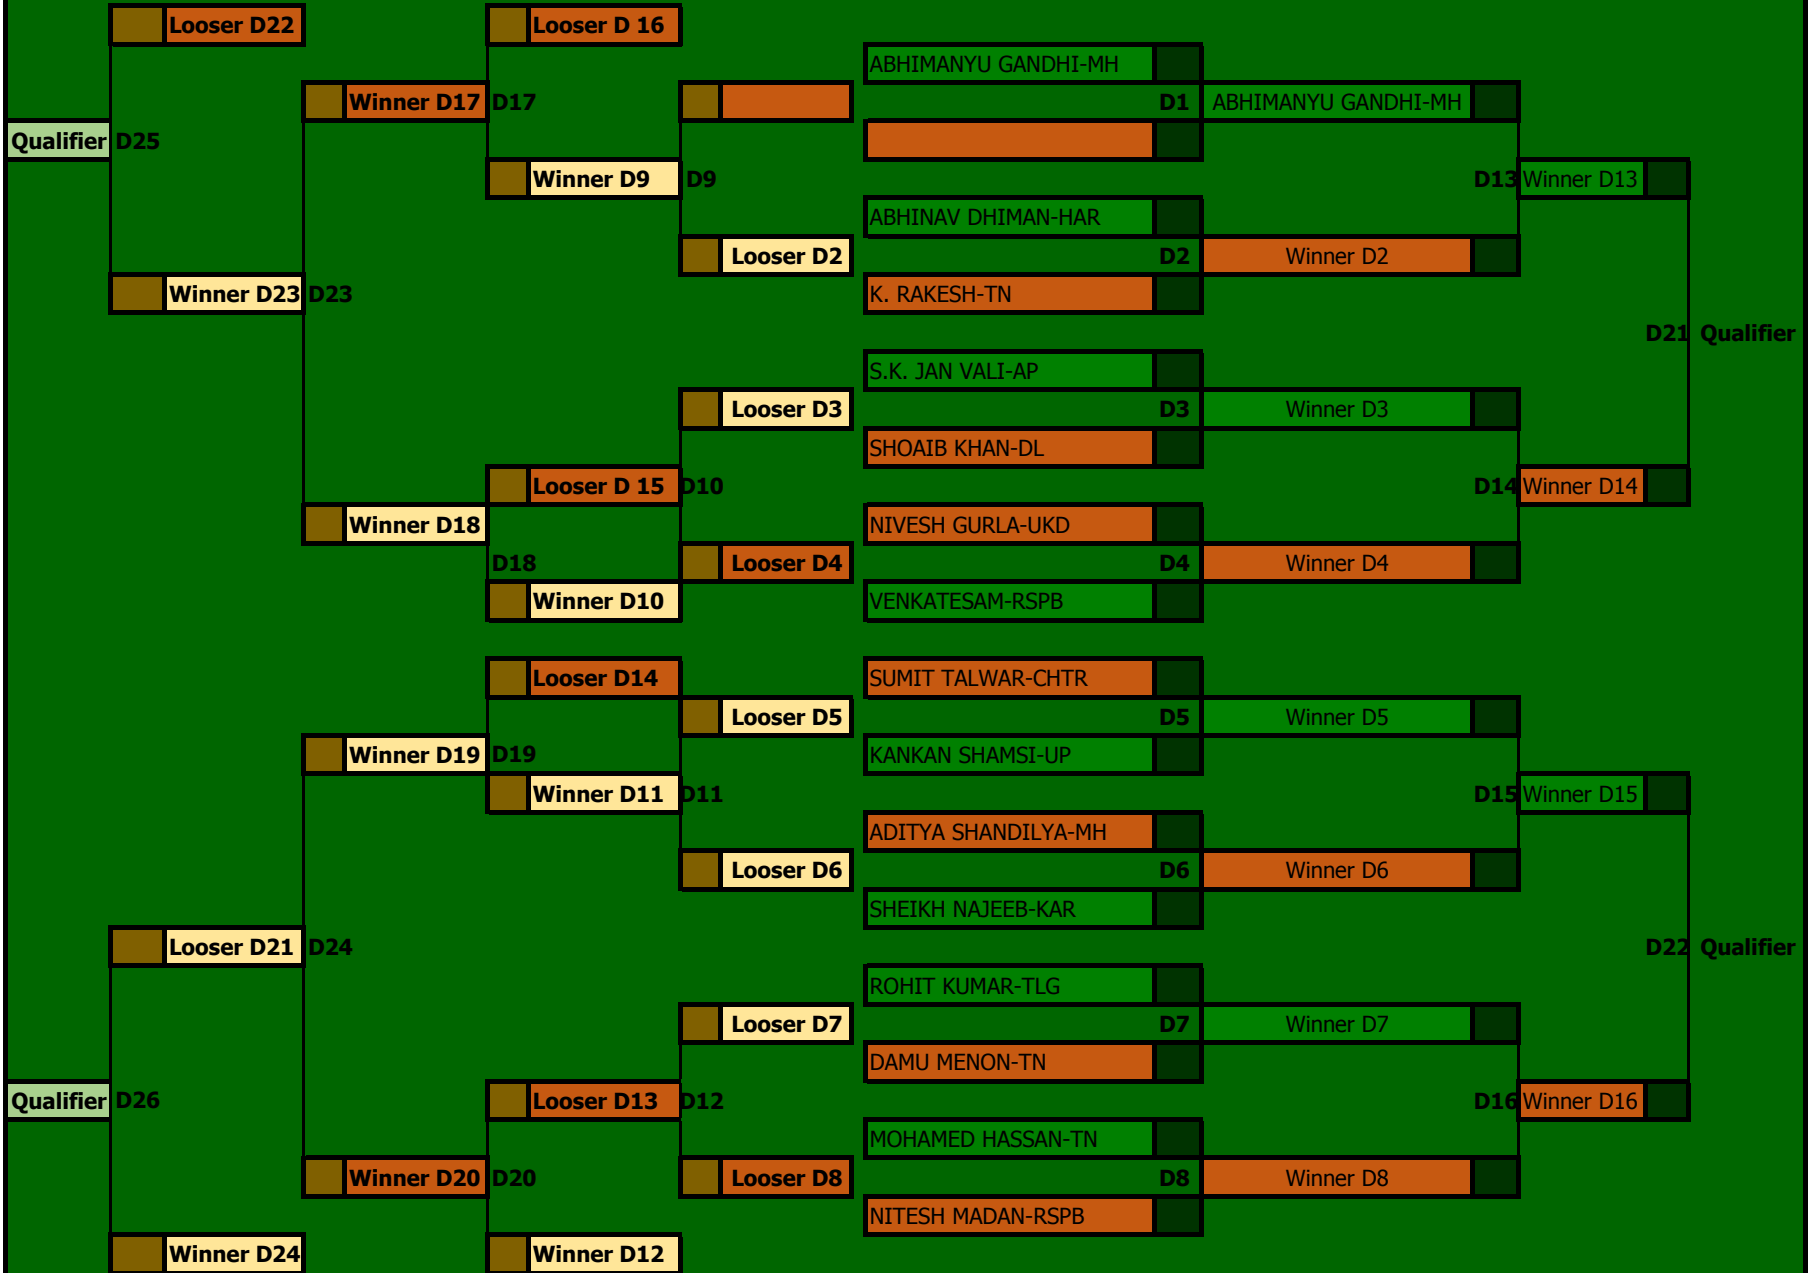 Looser D22
Looser D 16
ABHIMANYU GANDHI-MH
Winner D17 D17
D1 ABHIMANYU GANDHI-MH
Qualifier D25
Winner D9 D9
D13 Winner D13
ABHINAV DHIMAN-HAR
Looser D2
D2 Winner D2
Winner D23 D23
K. RAKESH-TN
D21 Qualifier
S.K. JAN VALI-AP
Looser D3
D3 Winner D3
SHOAIB KHAN-DL
Looser D 15 D10
D14 Winner D14
Winner D18
NIVESH GURLA-UKD
D18
Looser D4
D4 Winner D4
Winner D10
VENKATESAM-RSPB
Looser D14
SUMIT TALWAR-CHTR
Looser D5
D5 Winner D5
Winner D19 D19
KANKAN SHAMSI-UP
Winner D11 D11
D15 Winner D15
ADITYA SHANDILYA-MH
Looser D6
D6 Winner D6
SHEIKH NAJEEB-KAR
Looser D21 D24
D22 Qualifier
ROHIT KUMAR-TLG
Looser D7
D7 Winner D7
DAMU MENON-TN
Qualifier D26
Looser D13 D12
D16 Winner D16
MOHAMED HASSAN-TN
Winner D20 D20
Looser D8
D8 Winner D8
NITESH MADAN-RSPB
Winner D24
Winner D12